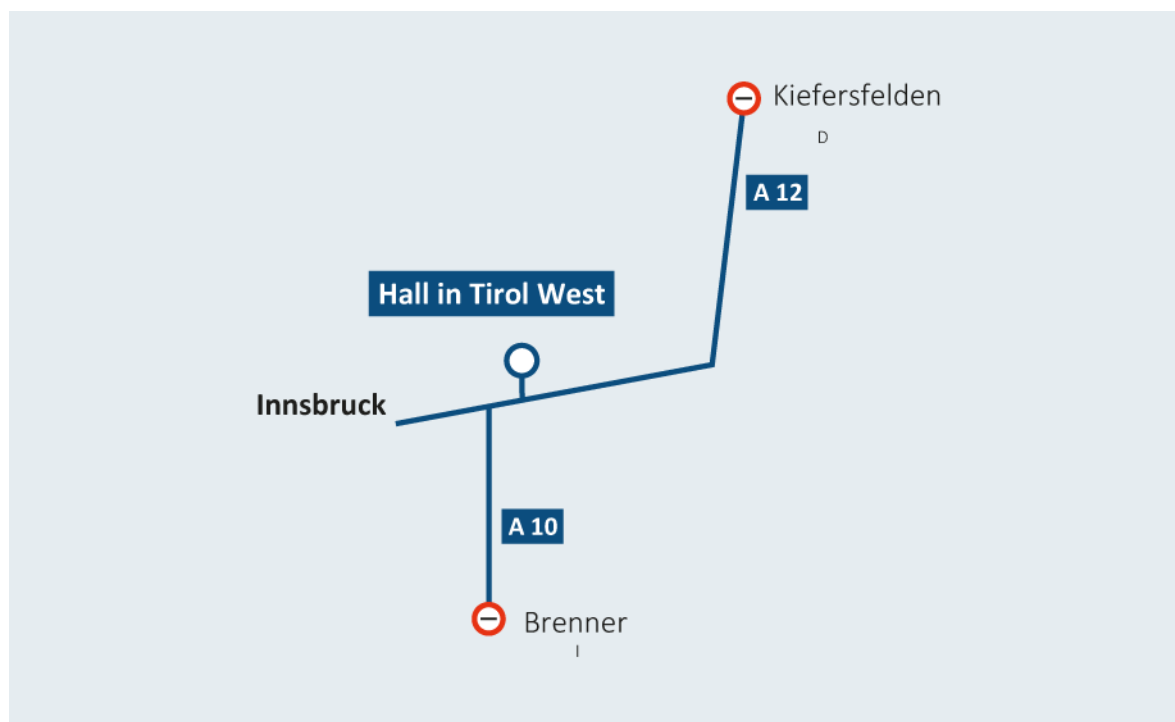 Kiefersfelden
D
A 12
Hall in Tirol West
Innsbruck
A 10
Brenner
I